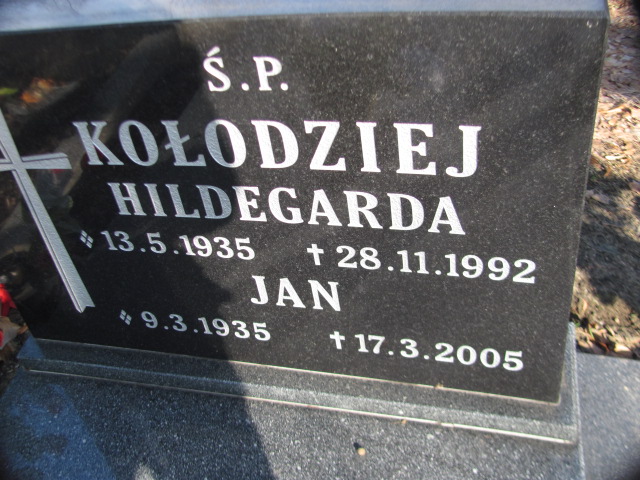 Ś.P.
KOŁODZIEJ
HILDEGARDA
13.5.1935 ✝ 28.11.1992
JAN
9.3.1935 ✝ 17.3.2005